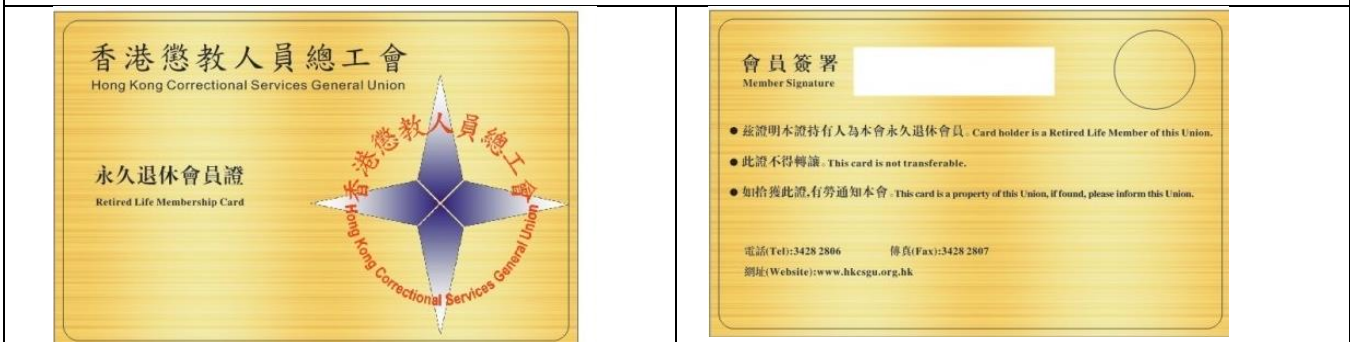 香港懲教人員總工會
Hong Kong Correctional Services General Union
永久退休會員證
Retired Life Membership Card
香港懲教人員總工會
Hong Kong Correctional Services General Union
會員簽署
Member Signature
● 茲證明本證持有人為本會永久退休會員。Card holder is a Retired Life Member of this Union.
● 此證不得轉讓。This card is not transferable.
● 如拾獲此證,有勞通知本會。This card is a property of this Union, if found, please inform this Union.
電話(Tel):3428 2806 傳真(Fax):3428 2807
網址(Website):www.hkcsgu.org.hk